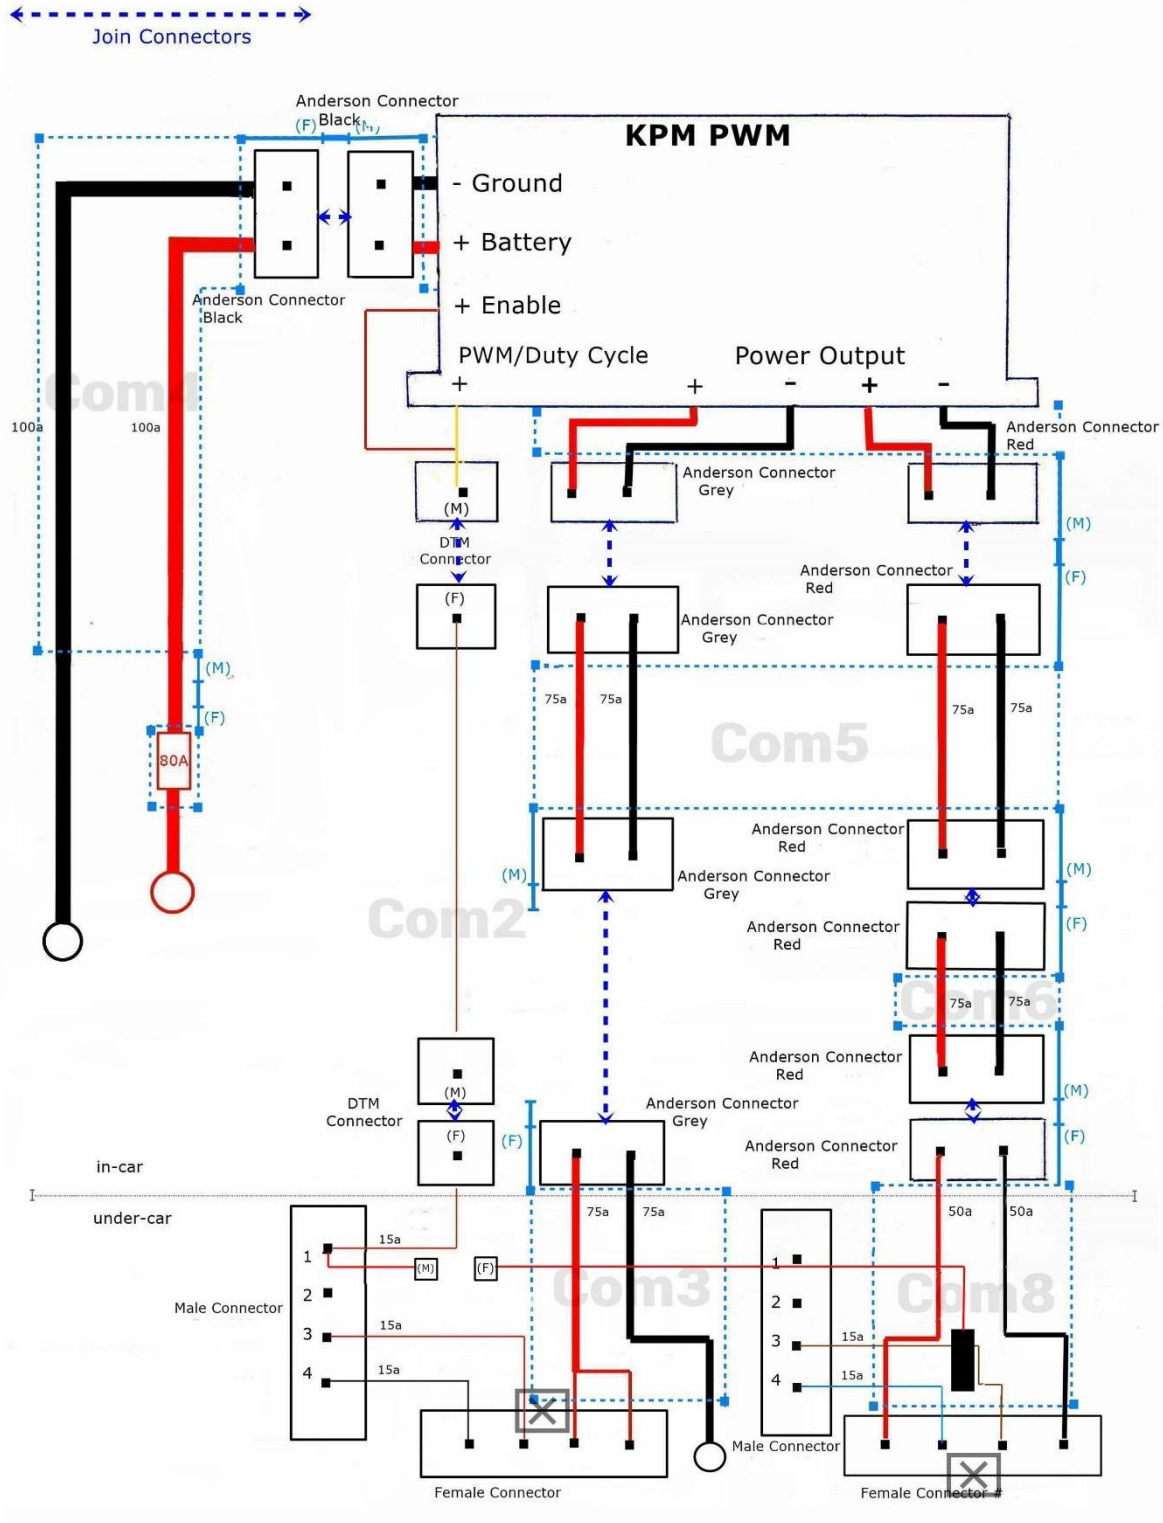 Join Connectors
Anderson Connector
Black
(F)
(M)
KPM PWM
- Ground
+ Battery
+ Enable
PWM/Duty Cycle
Power Output
+
+
-
+
-
Anderson Connector
Black
Com4
100a
100a
Anderson Connector
Red
Anderson Connector
Grey
(M)
(M)
DTM
Connector
(F)
Anderson Connector
Red
(F)
Anderson Connector
Grey
(M)
(F)
75a
75a
75a
75a
Com5
80A
Anderson Connector
Red
(M)
(M)
Anderson Connector
Grey
Com2
Anderson Connector
Red
(F)
Com6
75a
75a
Anderson Connector
Red
(M)
(M)
DTM
Connector
(F)
(F)
Anderson Connector
Grey
Anderson Connector
Red
(F)
in-car
under-car
75a
75a
50a
50a
1
15a
(M)
(F)
1
2
Com3
2
Com8
Male Connector
3
15a
3
15a
4
15a
4
15a
Male Connector
Female Connector
Female Connector #